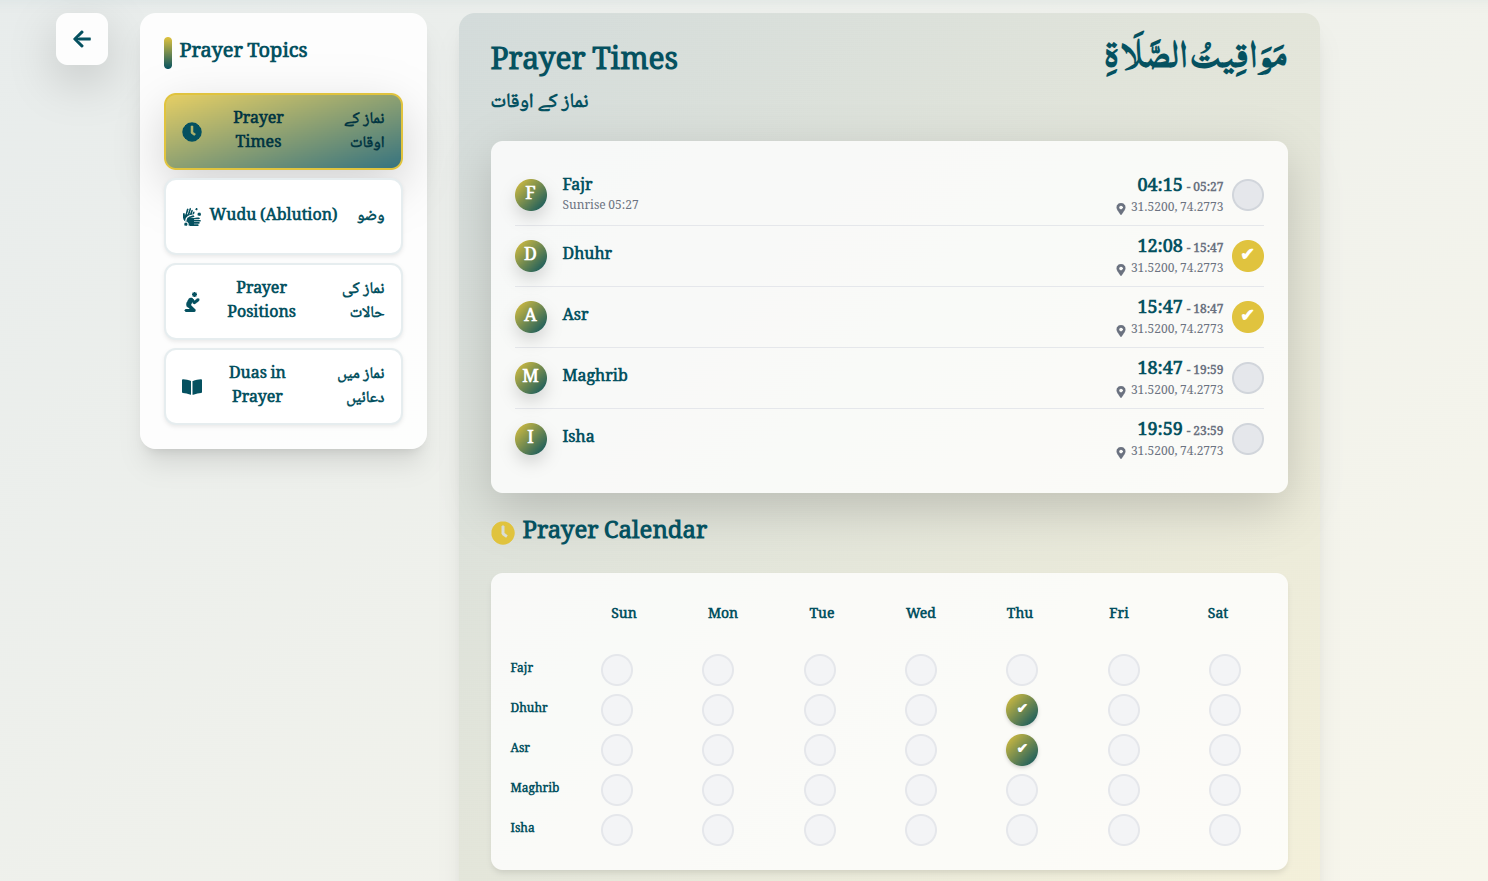 Prayer Topics
Prayer
Times
نماز کے
اوقات
Wudu (Ablution)
وضو
Prayer
Positions
نماز کی
حالات
Duas in
Prayer
نماز میں
دعائیں
Prayer Times
مَوَاقِيتُ الصَّلَاةِ
نماز کے اوقات
F
Fajr
Sunrise 05:27
04:15 - 05:27
31.5200, 74.2773
D
Dhuhr
12:08 - 15:47
31.5200, 74.2773
A
Asr
15:47 - 18:47
31.5200, 74.2773
M
Maghrib
18:47 - 19:59
31.5200, 74.2773
I
Isha
19:59 - 23:59
31.5200, 74.2773
Prayer Calendar
Sun Mon Tue Wed Thu Fri Sat
Fajr
Dhuhr
Asr
Maghrib
Isha